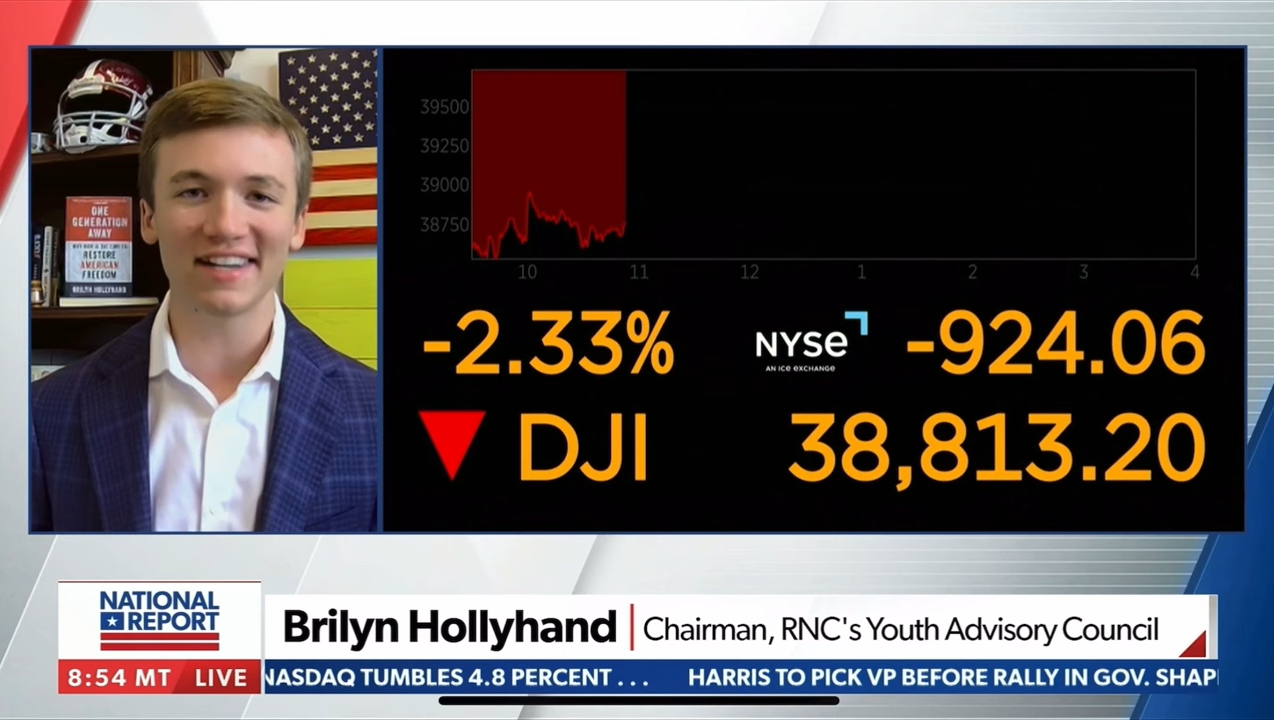 ONE
GENERATION
AWAY
RESTORE
AMERICAN
FREEDOM
BRILYN HOLLYHAND
39500
39250
39000
38750
10 11 12 1 2 3 4
-2.33% NYSE -924.06
AN ICE EXCHANGE
DJI 38,813.20
NATIONAL
REPORT
Brilyn Hollyhand | Chairman, RNC's Youth Advisory Council
8:54 MT LIVE NASDAQ TUMBLES 4.8 PERCENT . . . HARRIS TO PICK VP BEFORE RALLY IN GOV. SHAP